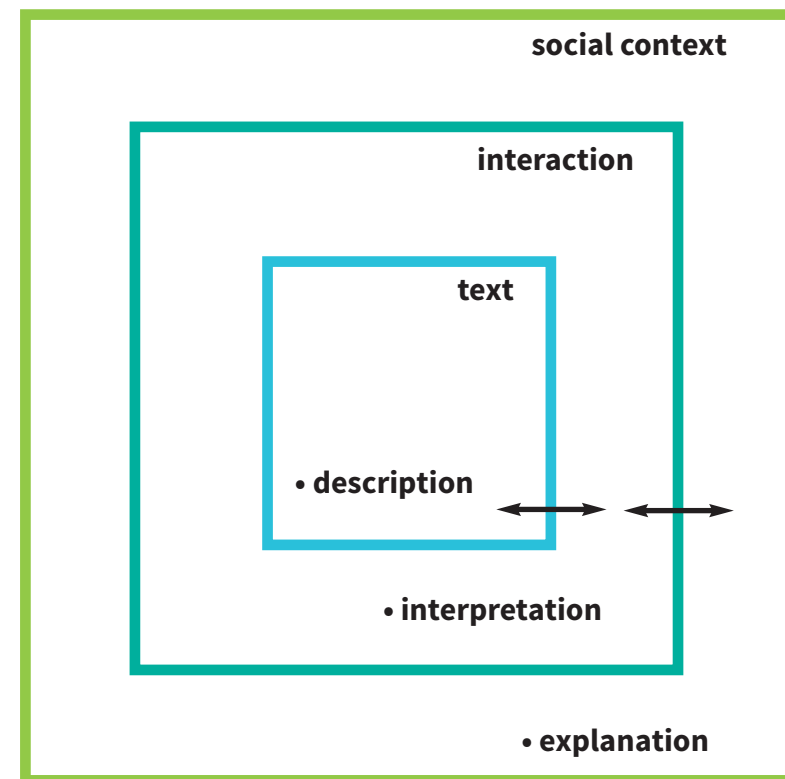 social context
interaction
text
• description
• interpretation
• explanation